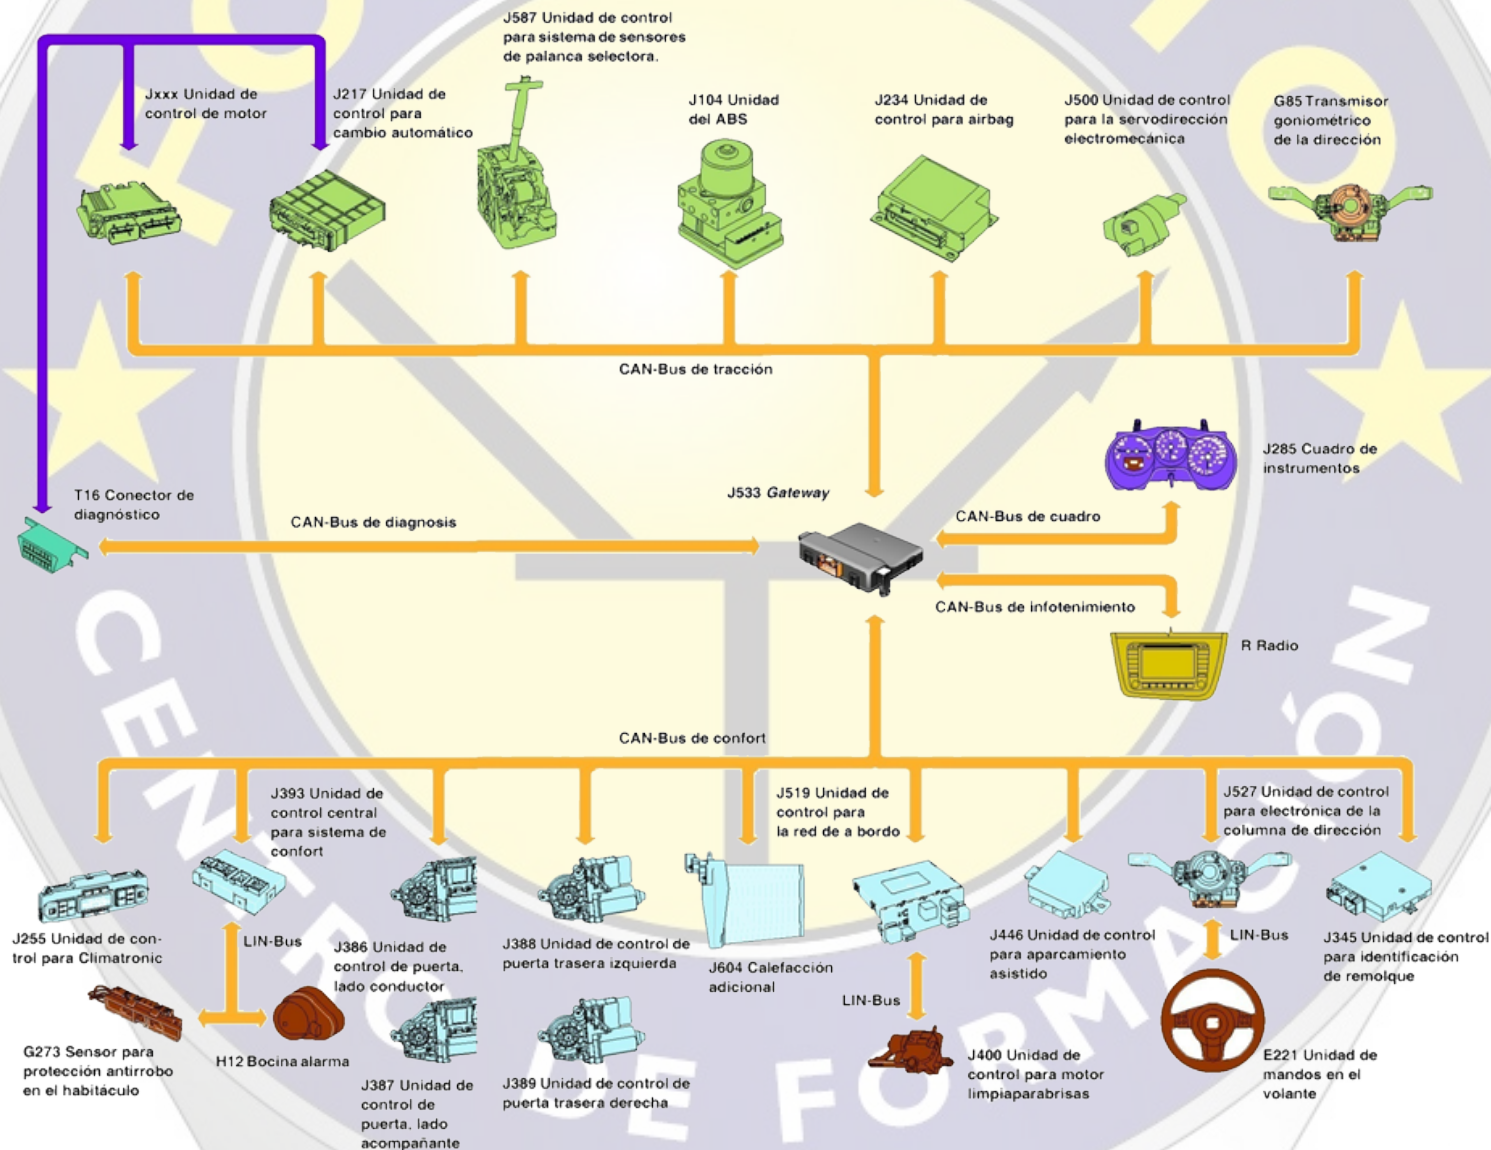 J587 Unidad de control
para sistema de sensores
de palanca selectora.
Jxxx Unidad de
control de motor
J217 Unidad de
control para
cambio automático
J104 Unidad
del ABS
J234 Unidad de
control para airbag
J500 Unidad de control
para la servodirección
electromecánica
G85 Transmisor
goniométrico
de la dirección
CAN-Bus de tracción
J285 Cuadro de
instrumentos
T16 Conector de
diagnóstico
CAN-Bus de diagnosis
J533 Gateway
CAN-Bus de cuadro
CAN-Bus de infotenimiento
R Radio
CAN-Bus de confort
J393 Unidad de
control central
para sistema de
confort
J519 Unidad de
control para
la red de a bordo
J527 Unidad de control
para electrónica de la
columna de dirección
J255 Unidad de con-
trol para Climatronic
LIN-Bus
J386 Unidad de
control de puerta,
lado conductor
J388 Unidad de control de
puerta trasera izquierda
J604 Calefacción
adicional
LIN-Bus
J446 Unidad de control
para aparcamiento
asistido
LIN-Bus
J345 Unidad de control
para identificación
de remolque
G273 Sensor para
protección antirrobo
en el habitáculo
H12 Bocina alarma
J387 Unidad de
control de
puerta, lado
acompañante
J389 Unidad de control de
puerta trasera derecha
J400 Unidad de
control para motor
limpiaparabrisas
E221 Unidad de
mandos en el
volante
CENTRO DE FORMACIÓN